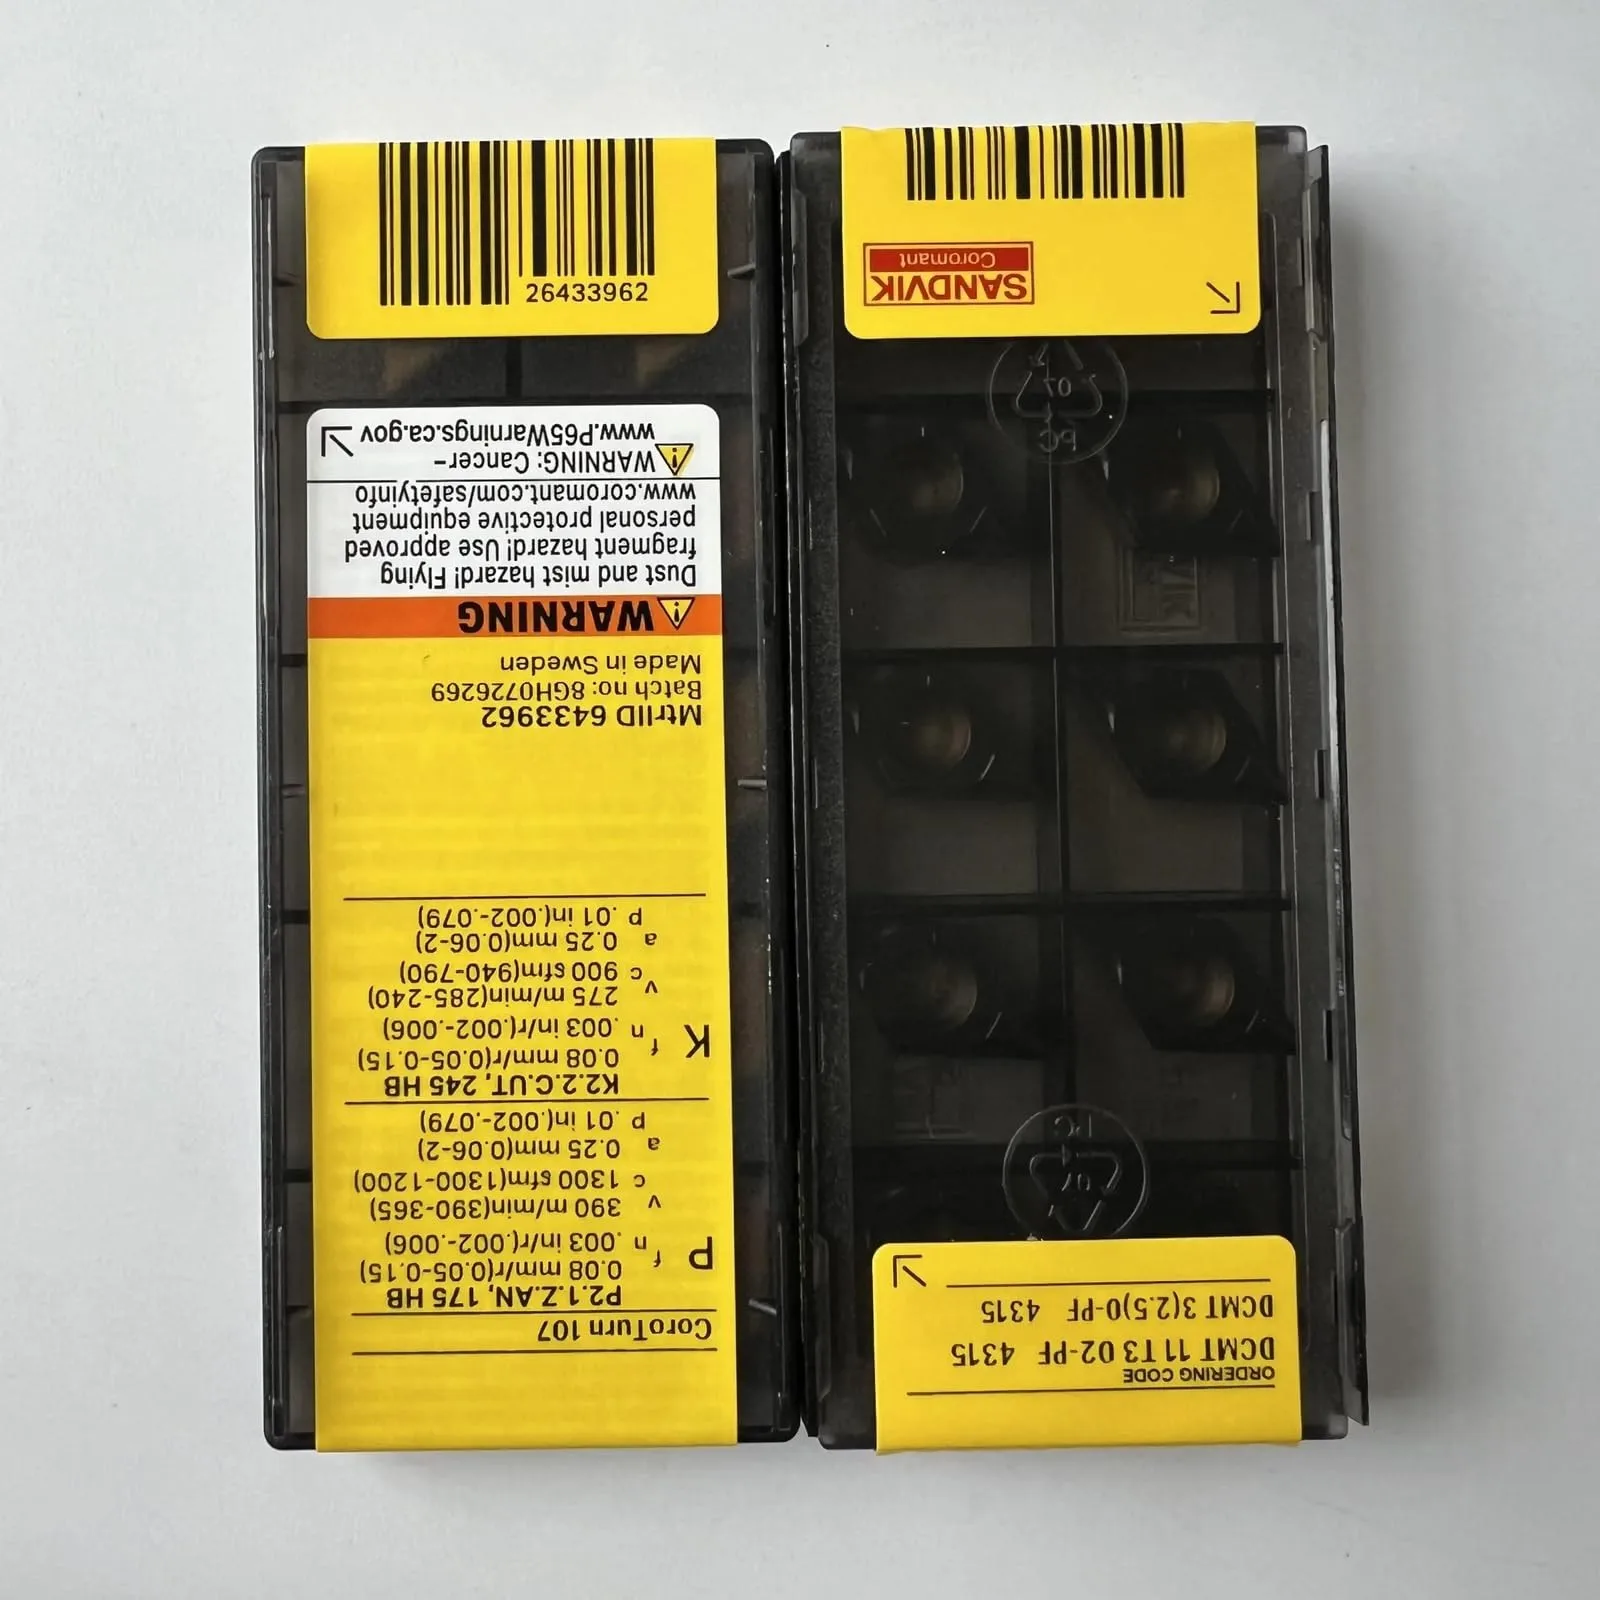 26433962
CoroTurn 107
P2.1.Z.AN, 175 HB
P
f n 0.08 mm/r(0.05-0.15)
.003 in/r(.002-.006)
v c 390 m/min(390-365)
1300 sfm(1300-1200)
a p 0.25 mm(0.06-2)
.01 in(.002-.079)
K2.2.C.UT, 245 HB
K
f n 0.08 mm/r(0.05-0.15)
.003 in/r(.002-.006)
v c 275 m/min(285-240)
900 sfm(940-790)
a p 0.25 mm(0.06-2)
.01 in(.002-.079)
MtrlID 6433962
Batch no: 8GH0726269
Made in Sweden
WARNING
Dust and mist hazard! Flying
fragment hazard! Use approved
personal protective equipment
www.coromant.com/safetyinfo
WARNING: Cancer-
www.P65Warnings.ca.gov
ORDERING CODE
DCMT 11 T3 02-PF 4315
DCMT 3(2.5)0-PF 4315
07
PC
07
PC
SANDVIK
Coromant